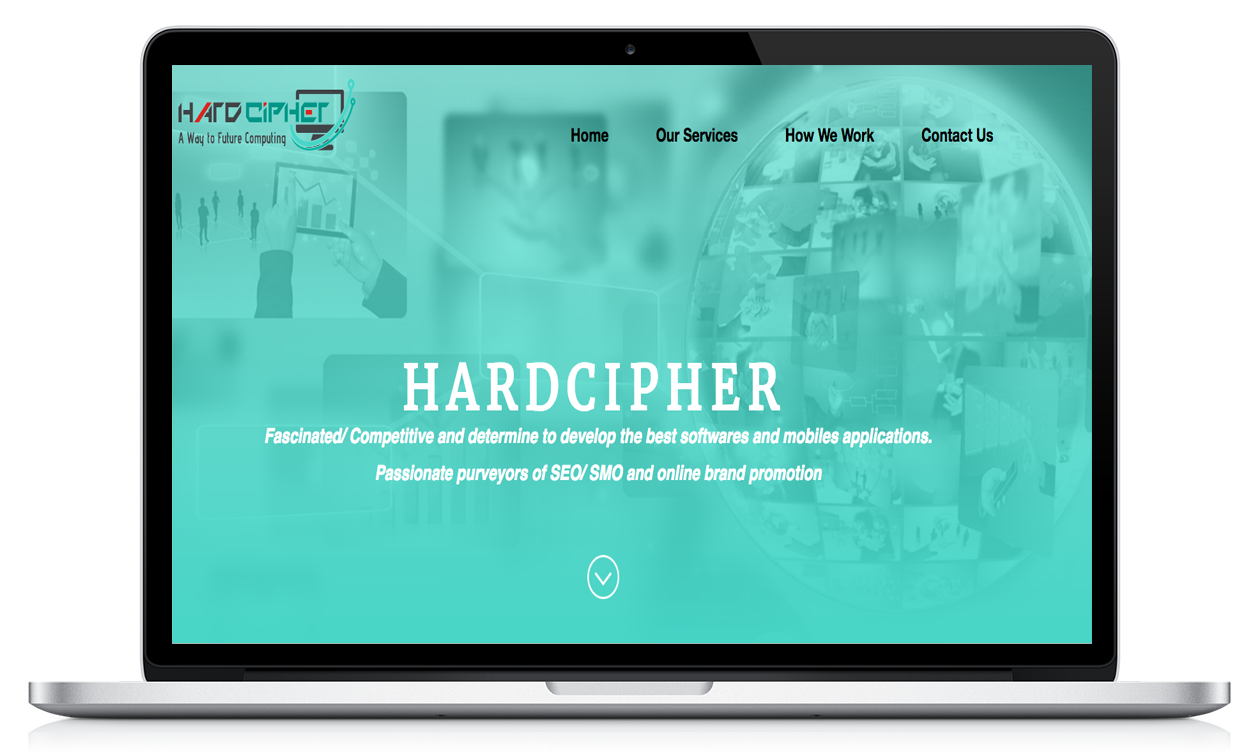 HARD CIPHER
A Way to Future Computing
Home Our Services How We Work Contact Us
HARDCIPHER
Fascinated/ Competitive and determine to develop the best softwares and mobiles applications.
Passionate purveyors of SEO/ SMO and online brand promotion